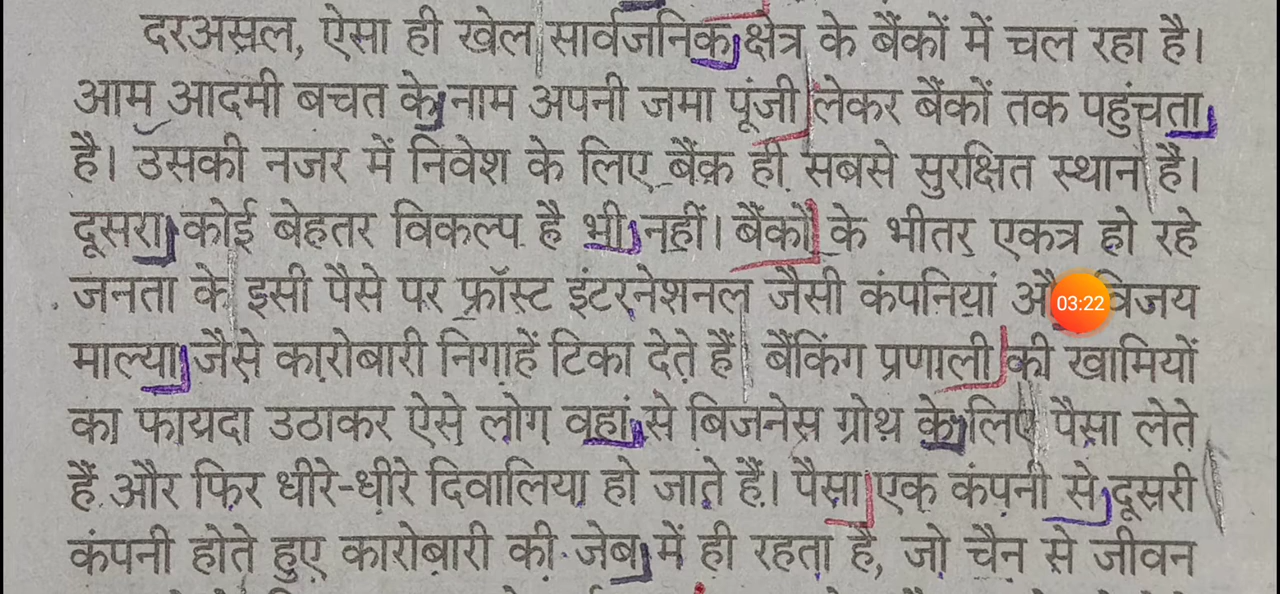 दरअसल, ऐसा ही खेल सार्वजनिक क्षेत्र के बैंकों में चल रहा है।
आम आदमी बचत के नाम अपनी जमा पूंजी लेकर बैंकों तक पहुंचता
है। उसकी नजर में निवेश के लिए बैंक ही सबसे सुरक्षित स्थान है।
दूसरा कोई बेहतर विकल्प है भी नहीं। बैंकों के भीतर एकत्र हो रहे
जनता के इसी पैसे पर फ्रॉस्ट इंटरनेशनल जैसी कंपनियां 03:22 विजय
माल्या जैसे कारोबारी निगाहें टिका देते हैं। बैंकिंग प्रणाली की खामियों
का फायदा उठाकर ऐसे लोग वहां से बिजनेस ग्रोथ के लिए पैसा लेते
हैं और फिर धीरे-धीरे दिवालिया हो जाते हैं। पैसा एक कंपनी से दूसरी
कंपनी होते हुए कारोबारी की जेब में ही रहता है, जो चैन से जीवन